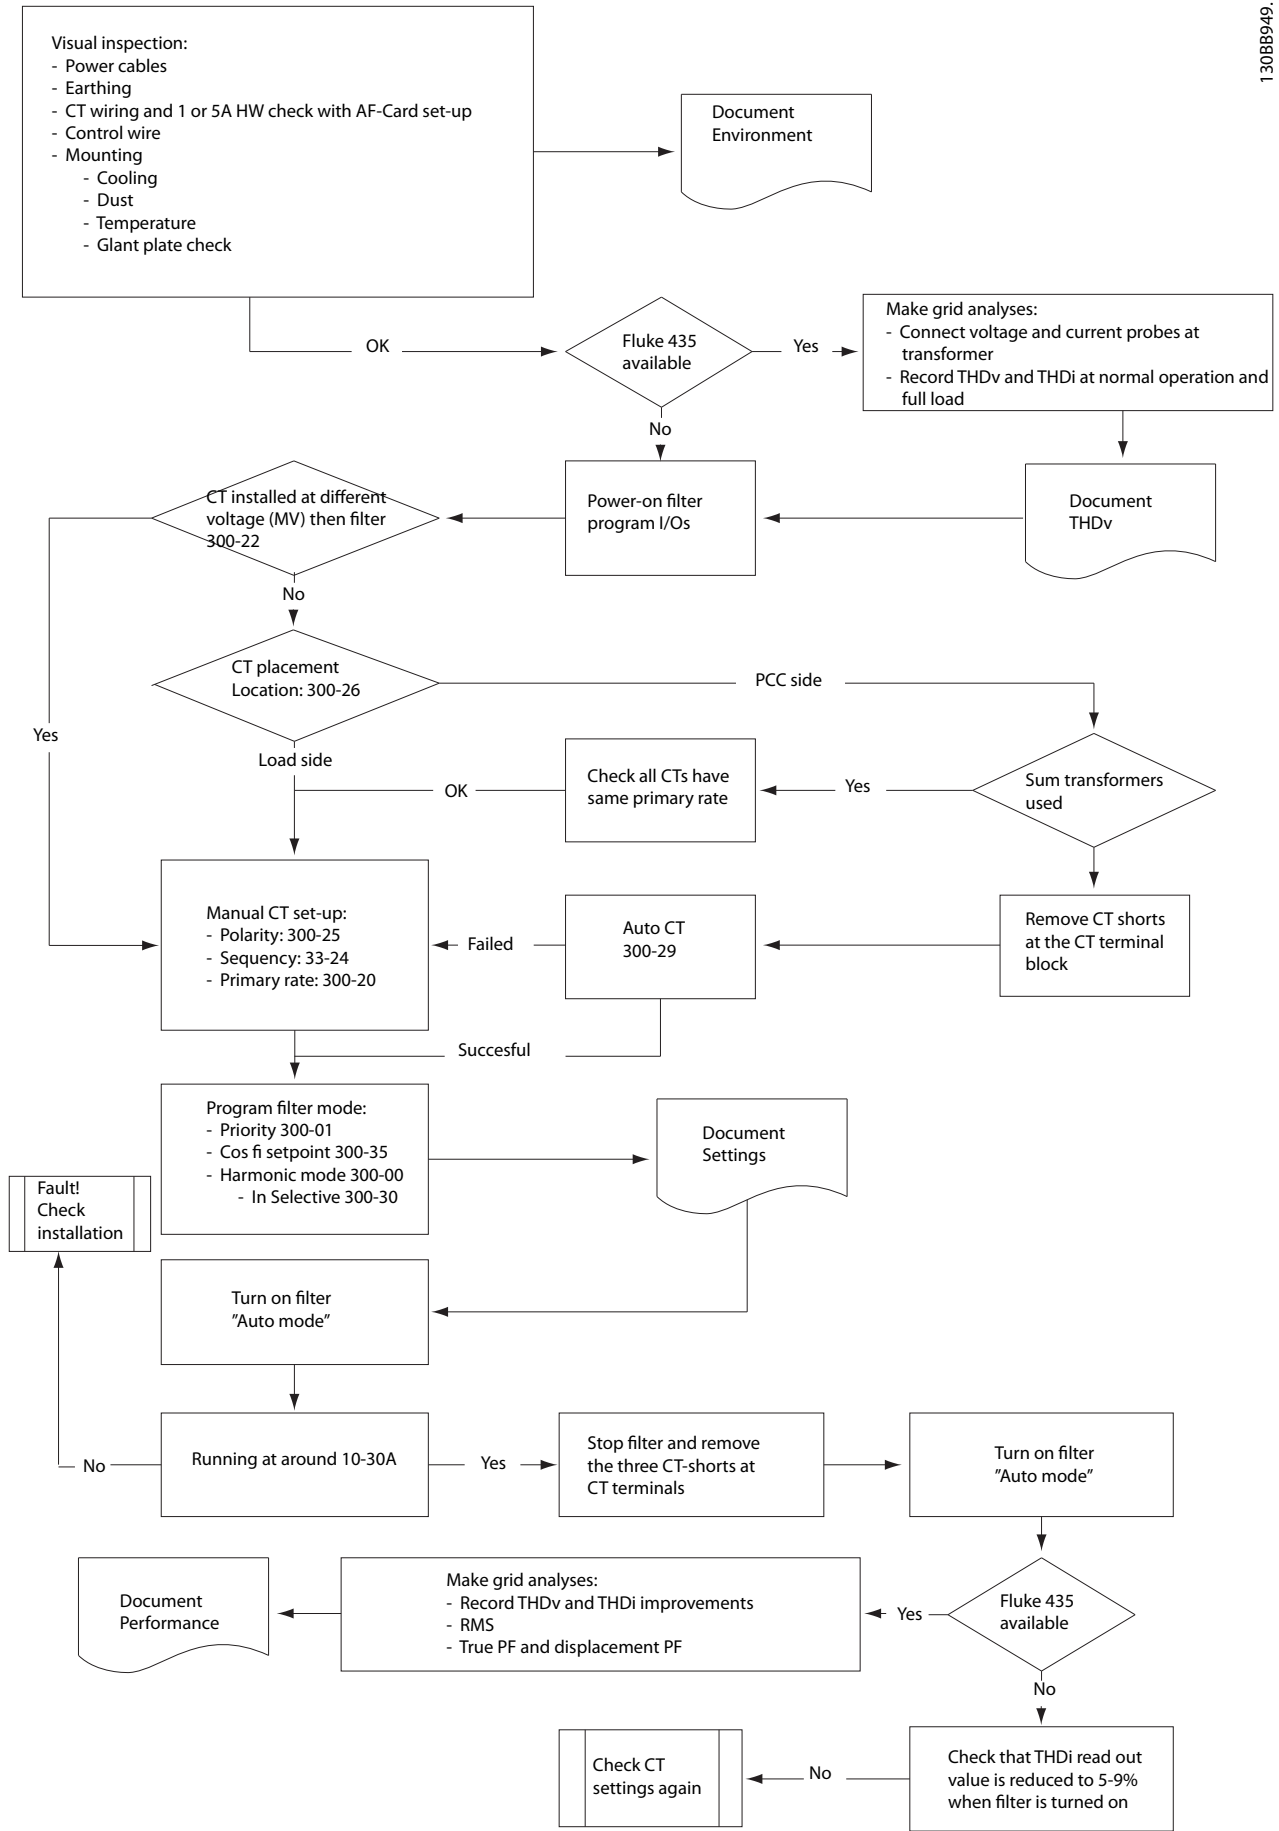 130BB949.
Visual inspection:
- Power cables
- Earthing
- CT wiring and 1 or 5A HW check with AF-Card set-up
- Control wire
- Mounting
- Cooling
- Dust
- Temperature
- Glant plate check
Document
Environment
OK
Fluke 435
available
Yes
Make grid analyses:
- Connect voltage and current probes at
transformer
- Record THDv and THDi at normal operation and
full load
No
CT installed at different
voltage (MV) then filter
300-22
Power-on filter
program I/Os
Document
THDv
No
CT placement
Location: 300-26
PCC side
Yes
Load side
OK
Check all CTs have
same primary rate
Yes
Sum transformers
used
Manual CT set-up:
- Polarity: 300-25
- Sequency: 33-24
- Primary rate: 300-20
Failed
Auto CT
300-29
Remove CT shorts
at the CT terminal
block
Succesful
Program filter mode:
- Priority 300-01
- Cos fi setpoint 300-35
- Harmonic mode 300-00
- In Selective 300-30
Document
Settings
Fault!
Check
installation
Turn on filter
"Auto mode"
No
Running at around 10-30A
Yes
Stop filter and remove
the three CT-shorts at
CT terminals
Turn on filter
"Auto mode"
Document
Performance
Make grid analyses:
- Record THDv and THDi improvements
- RMS
- True PF and displacement PF
Yes
Fluke 435
available
No
Check CT
settings again
No
Check that THDi read out
value is reduced to 5-9%
when filter is turned on